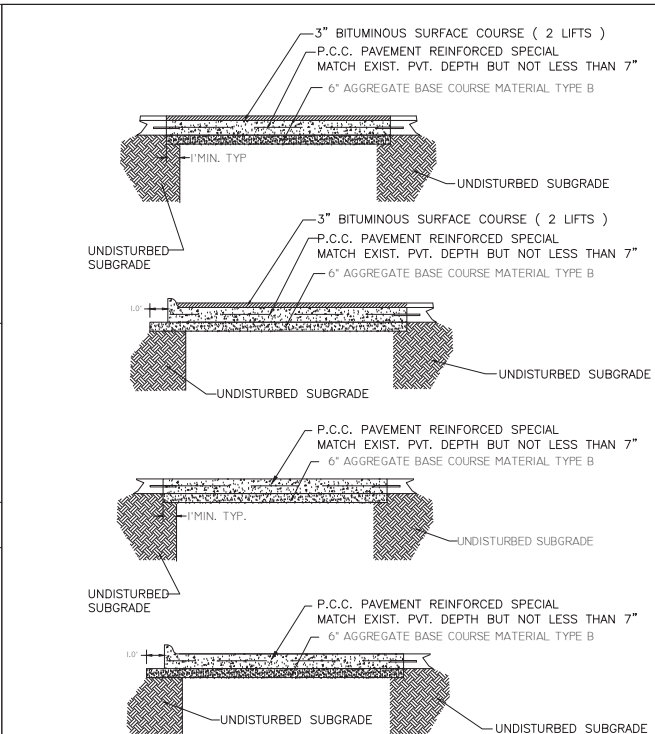 3" BITUMINOUS SURFACE COURSE ( 2 LIFTS )
P.C.C. PAVEMENT REINFORCED SPECIAL
MATCH EXIST. PVT. DEPTH BUT NOT LESS THAN 7"
6" AGGREGATE BASE COURSE MATERIAL TYPE B
1'MIN. TYP
UNDISTURBED SUBGRADE
UNDISTURBED
SUBGRADE
3" BITUMINOUS SURFACE COURSE ( 2 LIFTS )
P.C.C. PAVEMENT REINFORCED SPECIAL
MATCH EXIST. PVT. DEPTH BUT NOT LESS THAN 7"
6" AGGREGATE BASE COURSE MATERIAL TYPE B
1.0'
UNDISTURBED SUBGRADE
UNDISTURBED SUBGRADE
P.C.C. PAVEMENT REINFORCED SPECIAL
MATCH EXIST. PVT. DEPTH BUT NOT LESS THAN 7"
6" AGGREGATE BASE COURSE MATERIAL TYPE B
1'MIN. TYP.
UNDISTURBED SUBGRADE
UNDISTURBED
SUBGRADE
P.C.C. PAVEMENT REINFORCED SPECIAL
MATCH EXIST. PVT. DEPTH BUT NOT LESS THAN 7"
6" AGGREGATE BASE COURSE MATERIAL TYPE B
1.0'
UNDISTURBED SUBGRADE
UNDISTURBED SUBGRADE